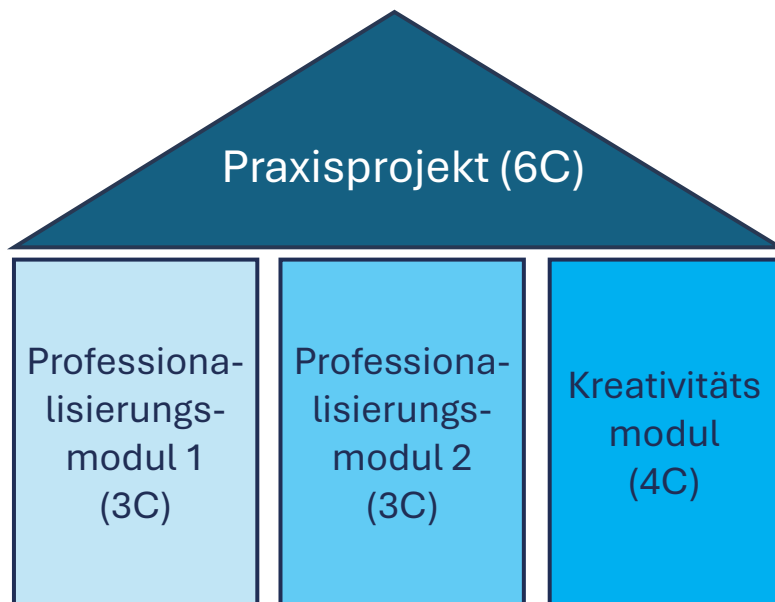 Praxisprojekt (6C)
Professiona-
lisierungs-
modul 1
(3C)
Professiona-
lisierungs-
modul 2
(3C)
Kreativitäts
modul
(4C)